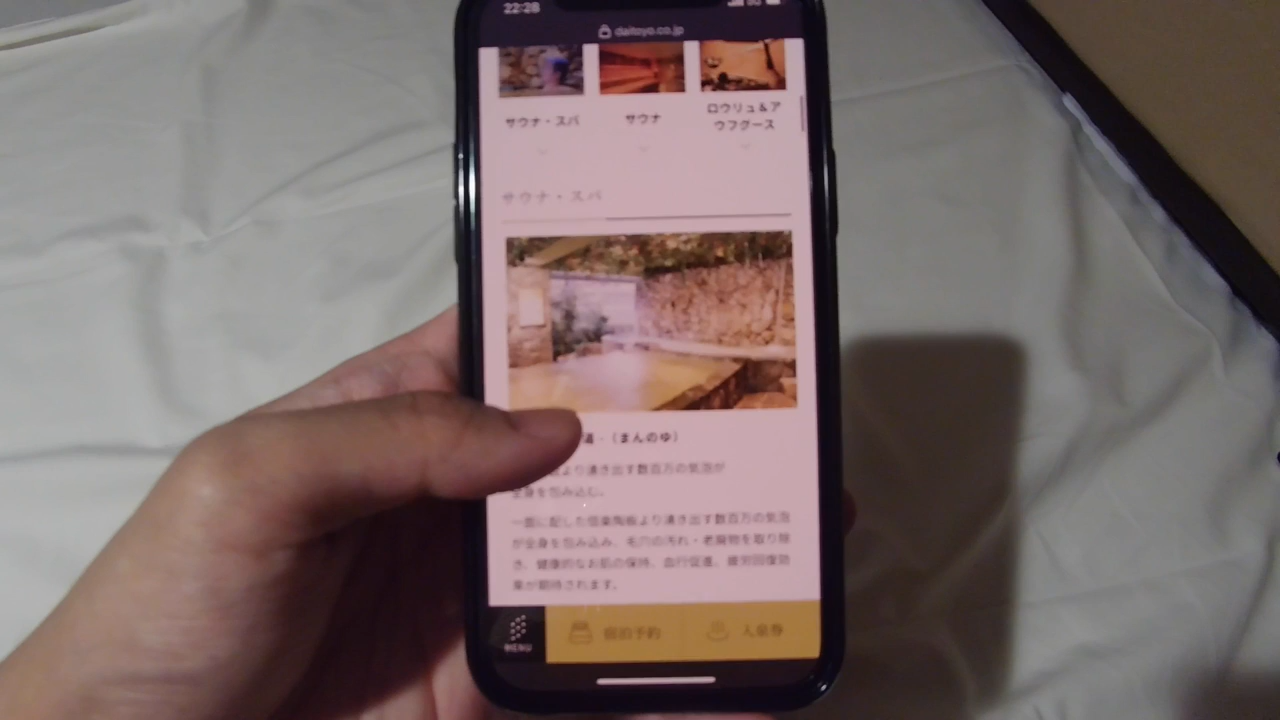 22:28
daitoyo.co.jp
サウナ・スパ
サウナ
ロウリュ&ア
ウフグース
サウナ・スパ
湯 -（まんのゆ）
より湧き出す数百万の気泡が
全身を包み込む。
一面に配した信楽陶板より湧き出す数百万の気泡
が全身を包み込み、毛穴の汚れ・老廃物を取り除
き、健康的なお肌の保持、血行促進、疲労回復効
果が期待されます。
MENU
宿泊予約
入泉券